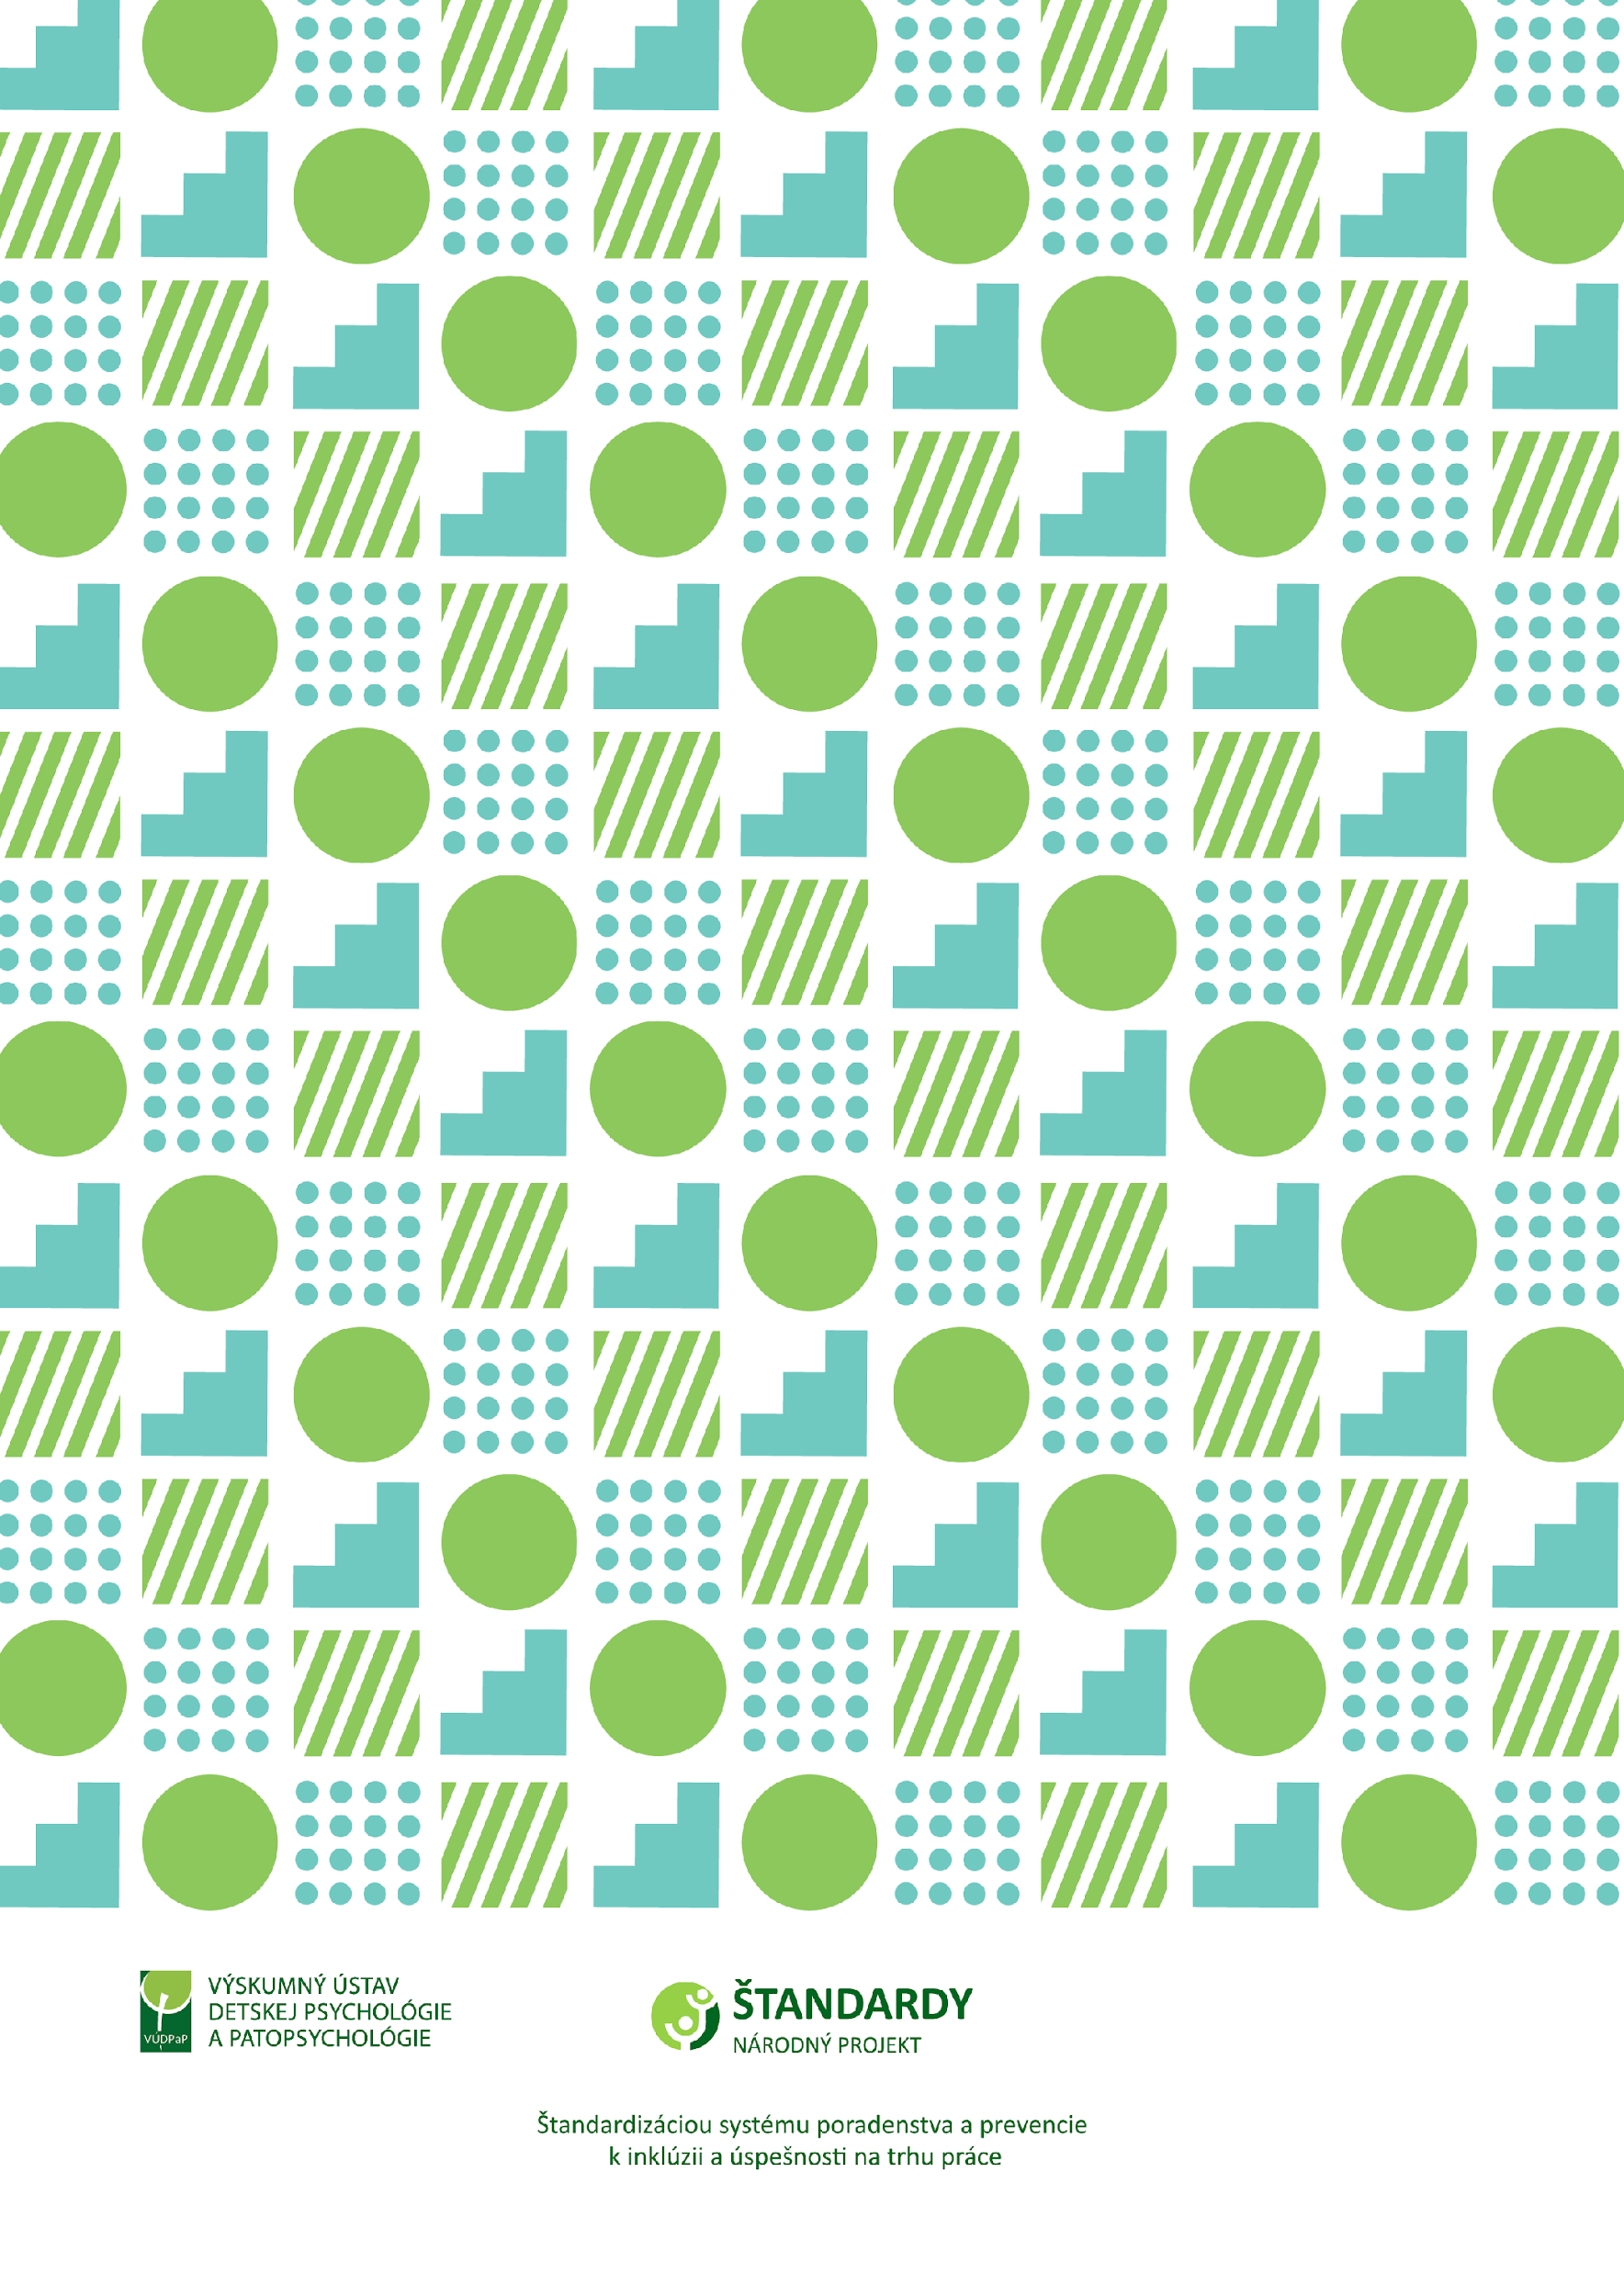 VÝSKUMNÝ ÚSTAV
DETSKEJ PSYCHOLÓGIE
A PATOPSYCHOLÓGIE
VÚDPaP
ŠTANDARDY
NÁRODNÝ PROJEKT
Štandardizáciou systému poradenstva a prevencie
k inklúzii a úspešnosti na trhu práce